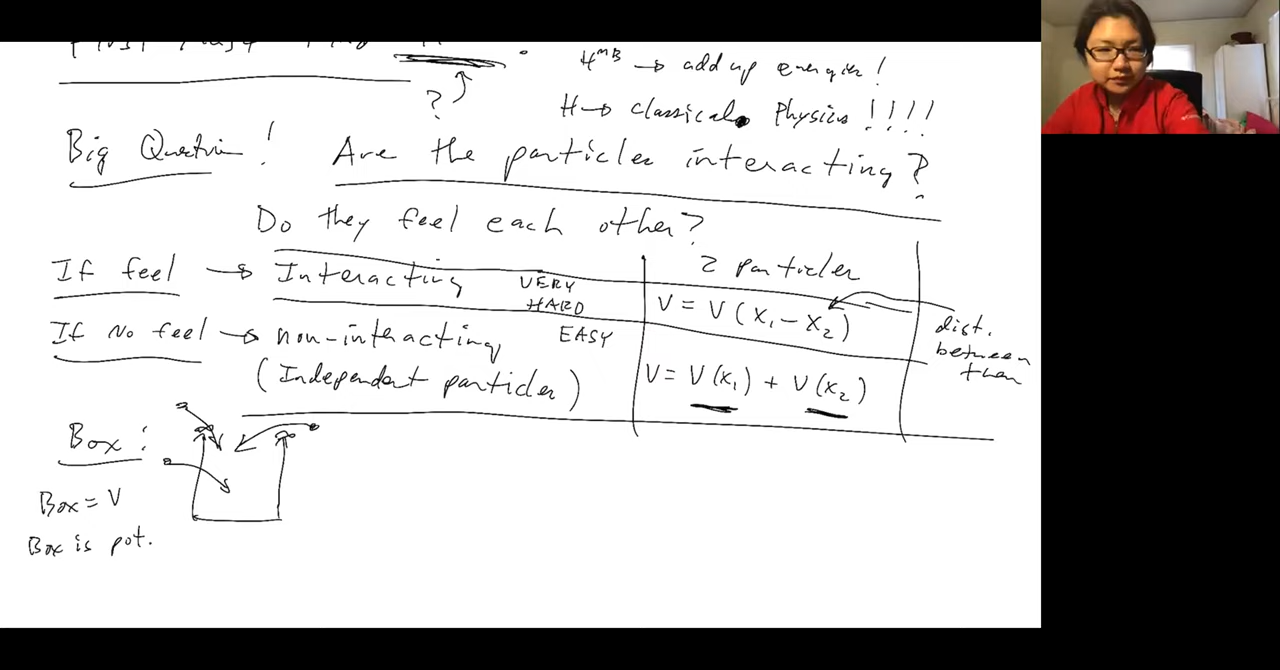 H^MB → add up energies!
?
H → classical Physics !!!!
Big Question! Are the particles interacting?
Do they feel each other?
2 particles
If feel → Interacting VERY HARD
V = V(x₁ - x₂)
dist. between them
If No feel → non-interacting EASY
(Independent particles)
V = V(x₁) + V(x₂)
Box:
Box = V
Box is pot.